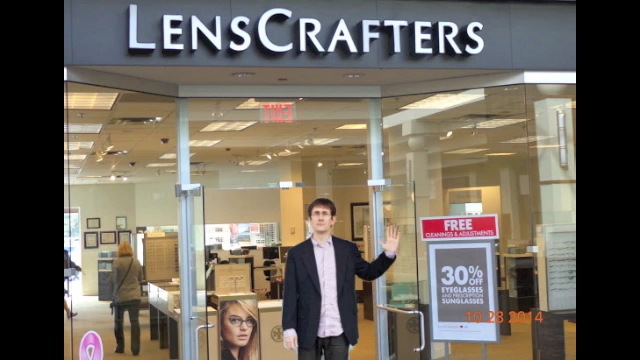 LENSCRAFTERS
EXIT
FREE
CLEANINGS & ADJUSTMENTS
30% OFF
EYEGLASSES
AND PRESCRIPTION
SUNGLASSES
10 23 2014